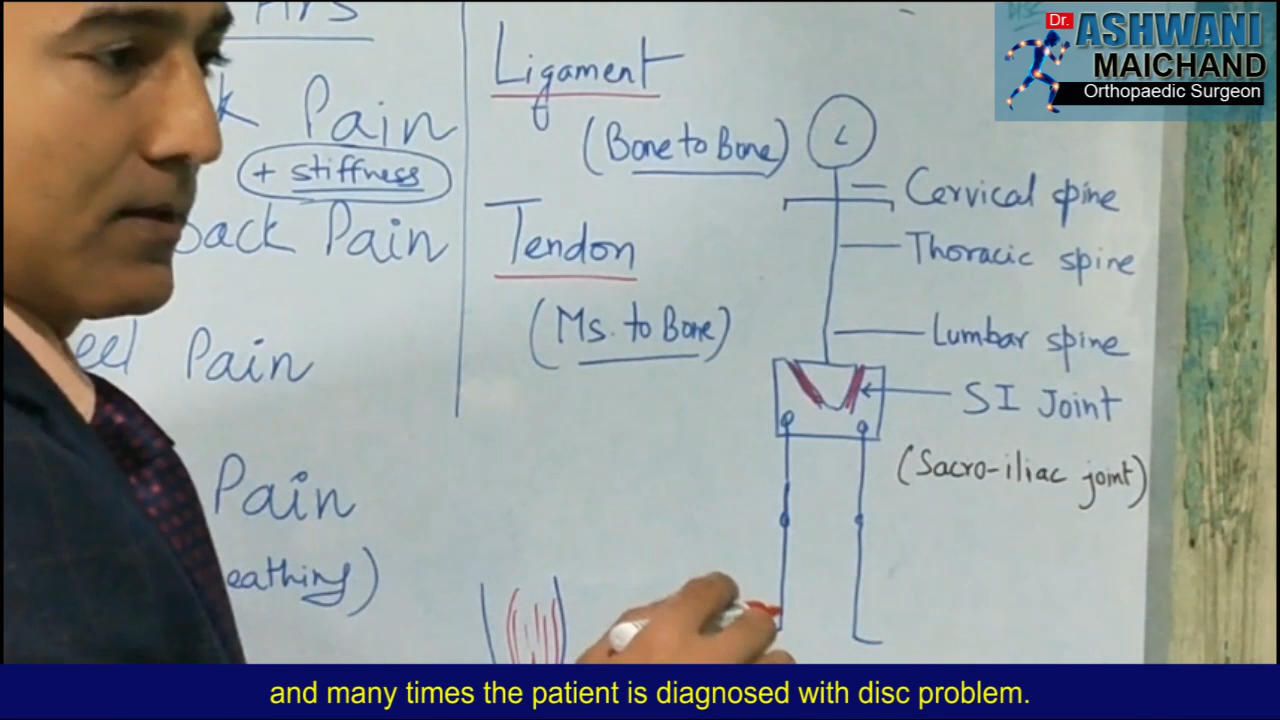 Pain
+ stiffness
back Pain
Pain
Pain
eathing)
Ligament
(Bone to Bone)
Tendon
(Ms. to Bone)
L
Cervical spine
Thoracic spine
Lumbar spine
SI Joint
(Sacro-iliac joint)
Dr. ASHWANI
MAICHAND
Orthopaedic Surgeon
and many times the patient is diagnosed with disc problem.